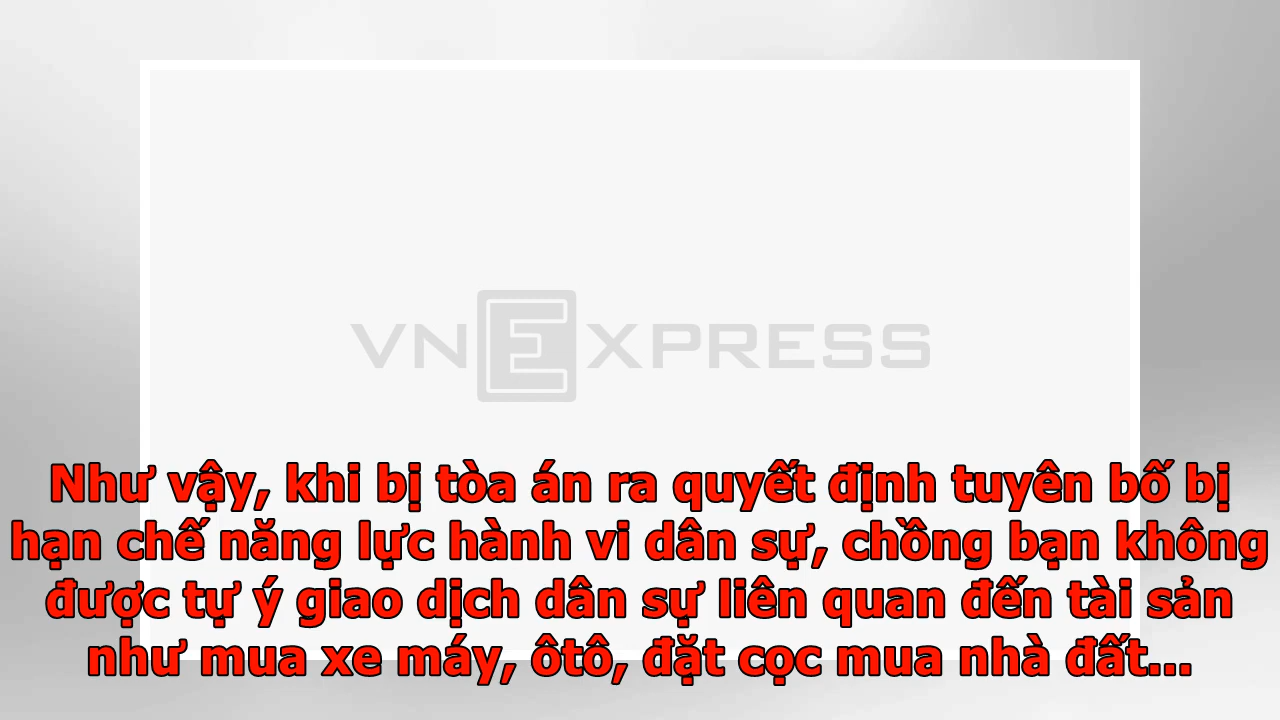 VNEXPRESS
Như vậy, khi bị tòa án ra quyết định tuyên bố bị
hạn chế năng lực hành vi dân sự, chồng bạn không
được tự ý giao dịch dân sự liên quan đến tài sản
như mua xe máy, ôtô, đặt cọc mua nhà đất...